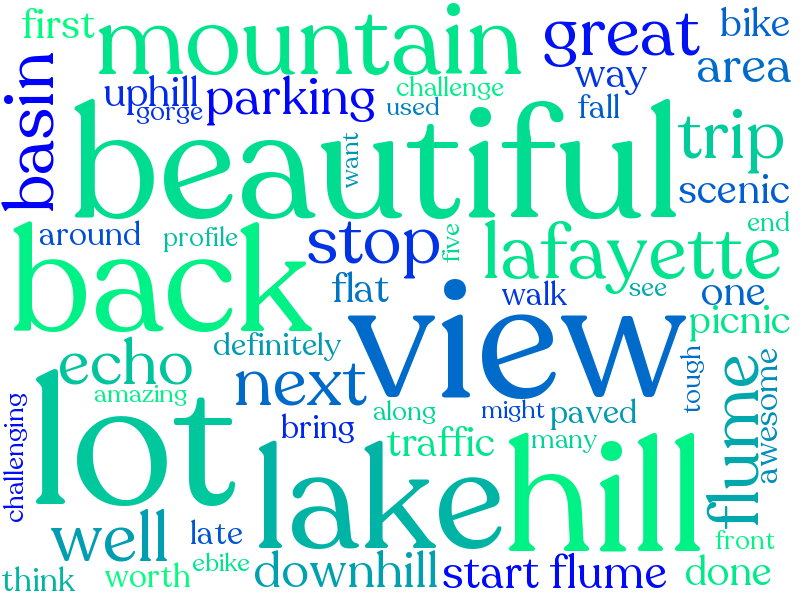 first
mountain
great
bike
basin
uphill
parking
challenge
way
area
gorge
used
fall
beautiful
want
trip
scenic
around
profile
stop
five
lafayette
end
back
flat
view
walk
see
one
picnic
echo
definitely
next
tough
flume
awesome
amazing
lot
challenging
bring
along
might
paved
traffic
many
lake
hill
well
late
front
think
worth
ebike
downhill
start flume
done